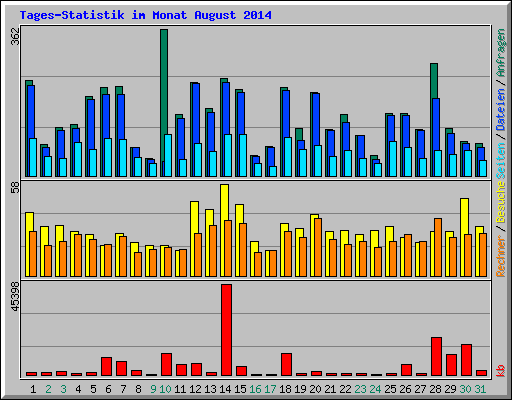 Tages-Statistik im Monat August 2014
362
58
45398
Rechner / Besuche Seiten / Dateien / Anfragen
kb
1 2 3 4 5 6 7 8 9 10 11 12 13 14 15 16 17 18 19 20 21 22 23 24 25 26 27 28 29 30 31